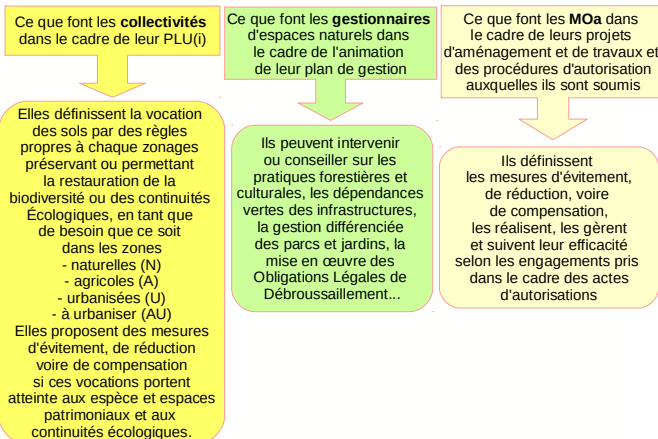 Ce que font les collectivités
dans le cadre de leur PLU(i)
Elles définissent la vocation
des sols par des règles
propres à chaque zonages
préservant ou permettant
la restauration de la
biodiversité ou des continuités
Écologiques, en tant que
de besoin que ce soit
dans les zones
- naturelles (N)
- agricoles (A)
- urbanisées (U)
- à urbaniser (AU)
Elles proposent des mesures
d'évitement, de réduction
voire de compensation
si ces vocations portent
atteinte aux espèce et espaces
patrimoniaux et aux
continuités écologiques.
Ce que font les gestionnaires
d'espaces naturels dans
le cadre de l'animation
de leur plan de gestion
Ils peuvent intervenir
ou conseiller sur les
pratiques forestières et
culturales, les dépendances
vertes des infrastructures,
la gestion différenciée
des parcs et jardins, la
mise en œuvre des
Obligations Légales de
Débroussaillement...
Ce que font les MOa dans
le cadre de leurs projets
d'aménagement et de travaux et
des procédures d'autorisation
auxquelles ils sont soumis
Ils définissent
les mesures d'évitement,
de réduction, voire
de compensation,
les réalisent, les gèrent
et suivent leur efficacité
selon les engagements pris
dans le cadre des actes
d'autorisations